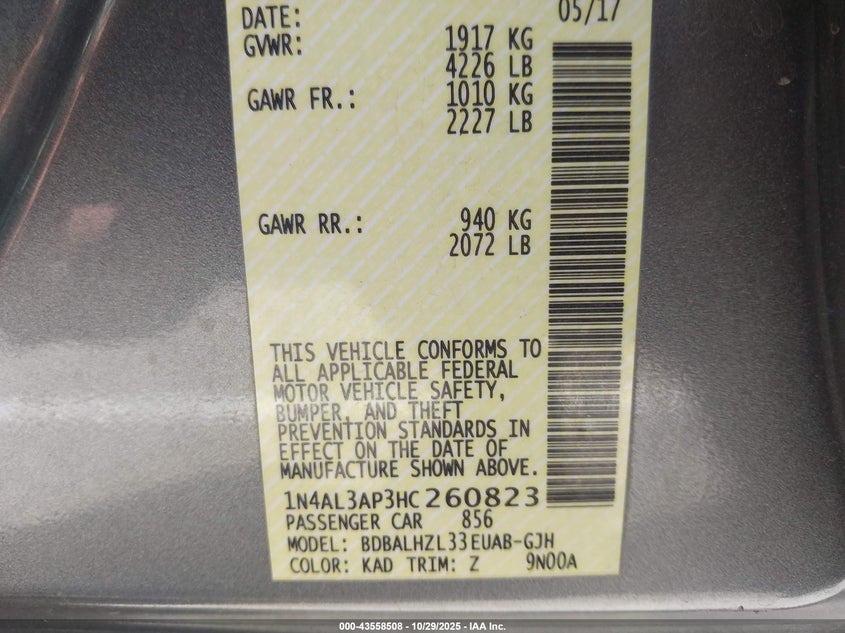 DATE: 05/17
GVWR: 1917 KG
4226 LB
GAWR FR.: 1010 KG
2227 LB
GAWR RR.: 940 KG
2072 LB
THIS VEHICLE CONFORMS TO
ALL APPLICABLE FEDERAL
MOTOR VEHICLE SAFETY,
BUMPER, AND THEFT
PREVENTION STANDARDS IN
EFFECT ON THE DATE OF
MANUFACTURE SHOWN ABOVE.
1N4AL3AP3HC260823
PASSENGER CAR 856
MODEL: BDBALHZL33EUAB-GJH
COLOR: KAD TRIM: Z 9N00A
000-43558508 - 10/29/2025 - IAA Inc.